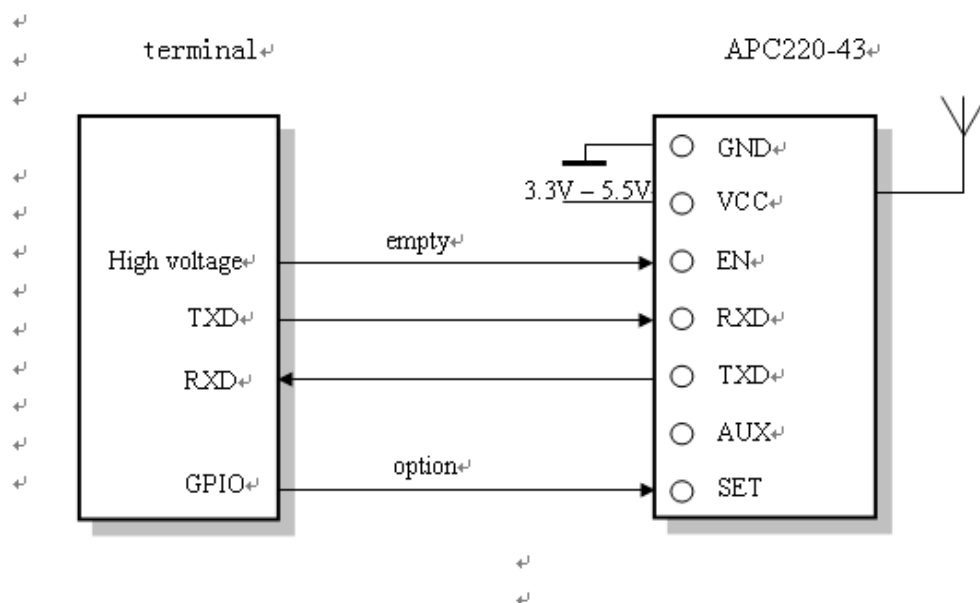 terminal
APC220-43
GND
3.3V – 5.5V
VCC
empty
High voltage
EN
TXD
RXD
RXD
TXD
AUX
option
GPIO
SET